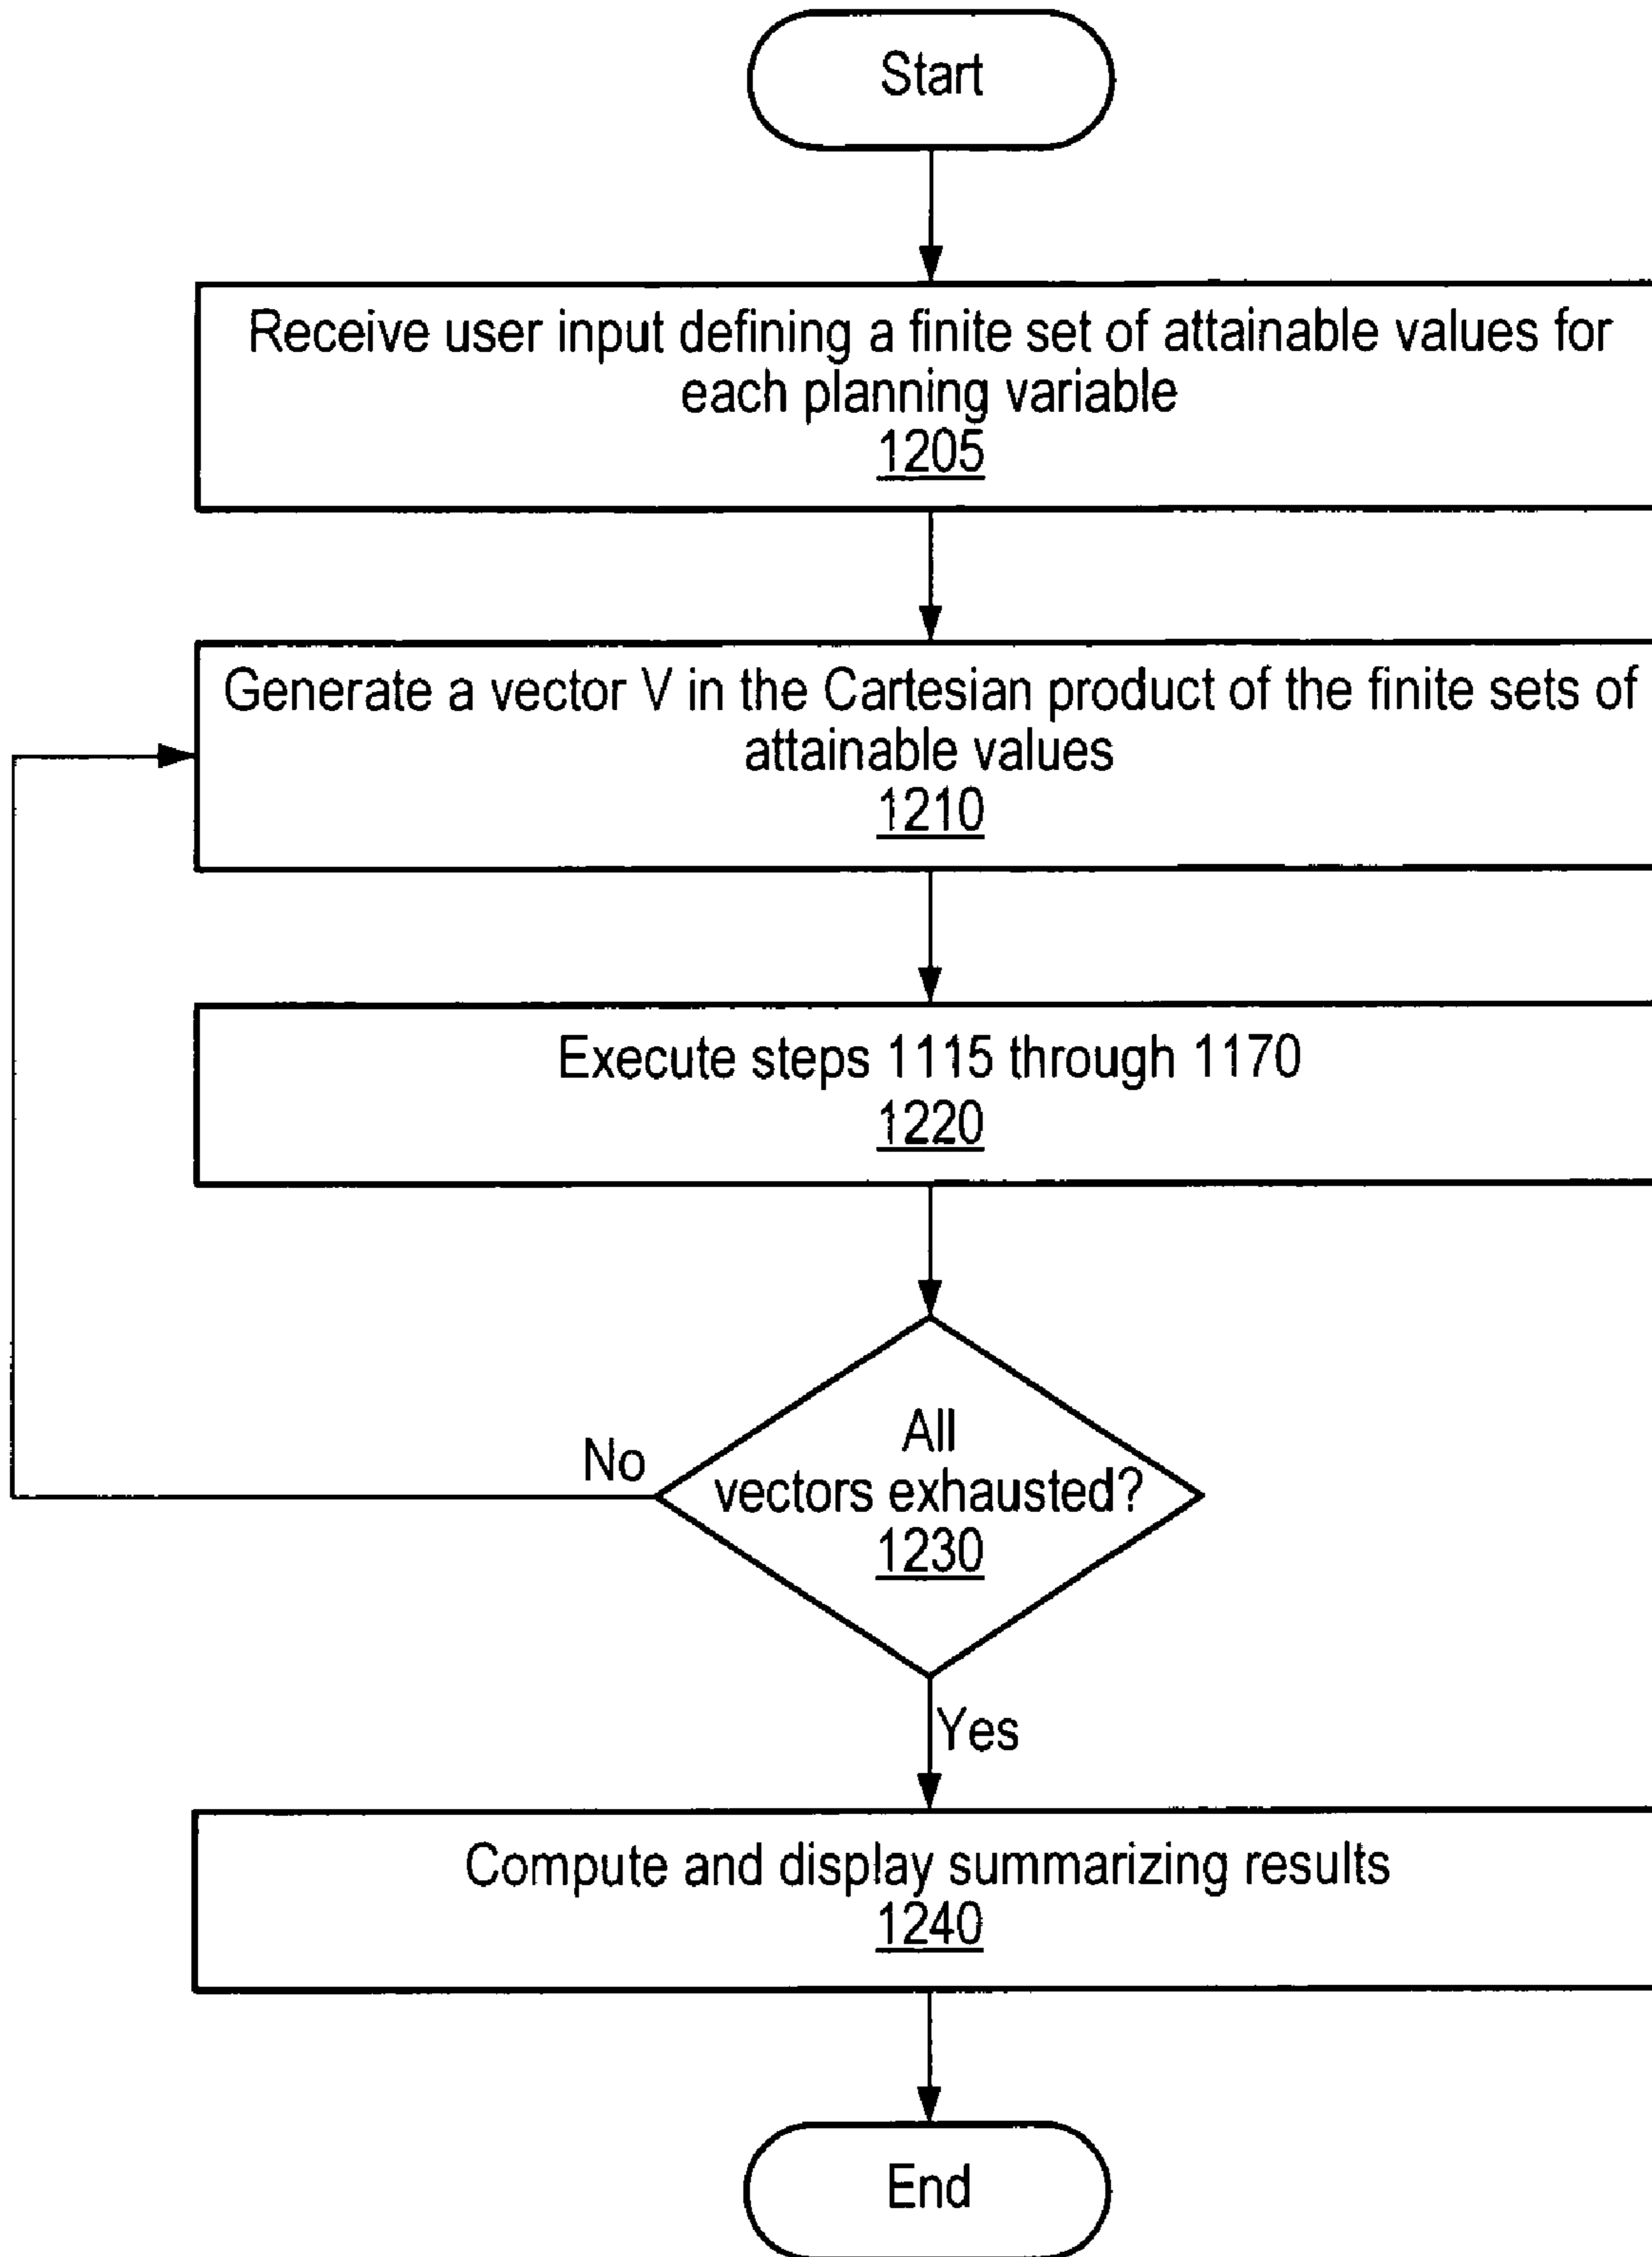 Start
Receive user input defining a finite set of attainable values for
each planning variable
1205
Generate a vector V in the Cartesian product of the finite sets of
attainable values
1210
Execute steps 1115 through 1170
1220
All
vectors exhausted?
1230
No
Yes
Compute and display summarizing results
1240
End